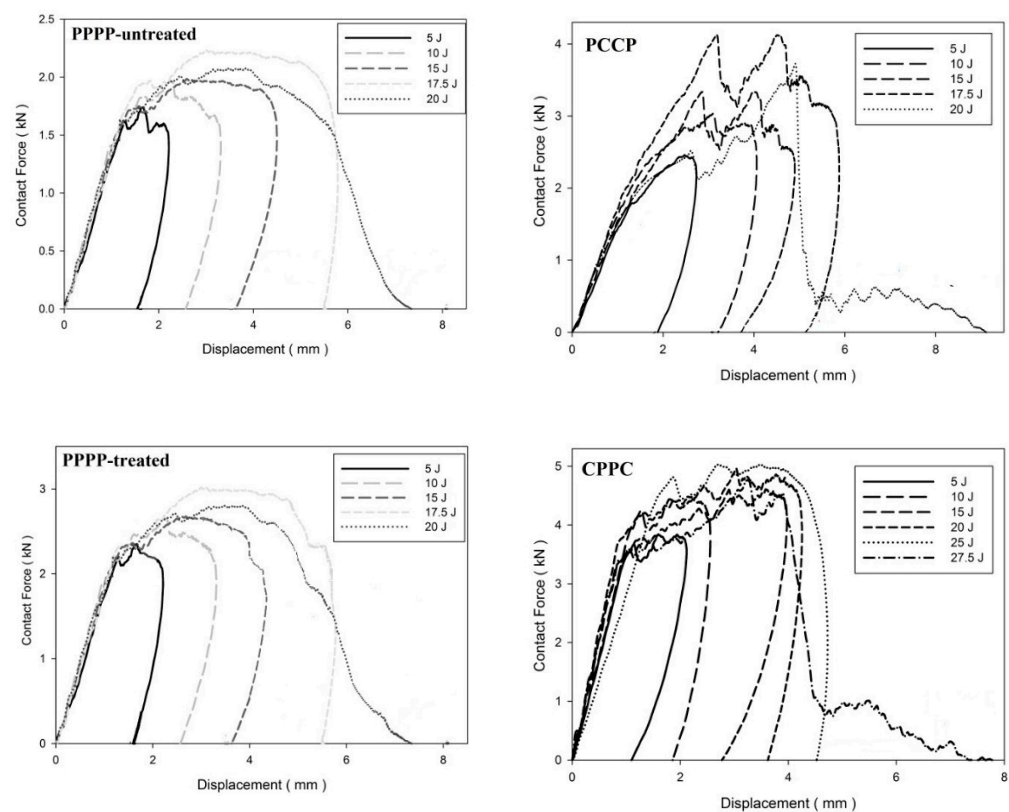 PPPP-untreated
5 J
10 J
15 J
17.5 J
20 J
2.5
2.0
1.5
1.0
0.5
0.0
Contact Force ( kN )
0 2 4 6 8
Displacement ( mm )
PCCP
5 J
10 J
15 J
17.5 J
20 J
4
3
2
1
0
Contact Force ( kN )
0 2 4 6 8
Displacement ( mm )
PPPP-treated
5 J
10 J
15 J
17.5 J
20 J
3
2
1
0
Contact Force ( kN )
0 2 4 6 8
Displacement ( mm )
CPPC
5 J
10 J
15 J
20 J
25 J
27.5 J
5
4
3
2
1
0
Contact Force ( kN )
0 2 4 6 8
Displacement ( mm )